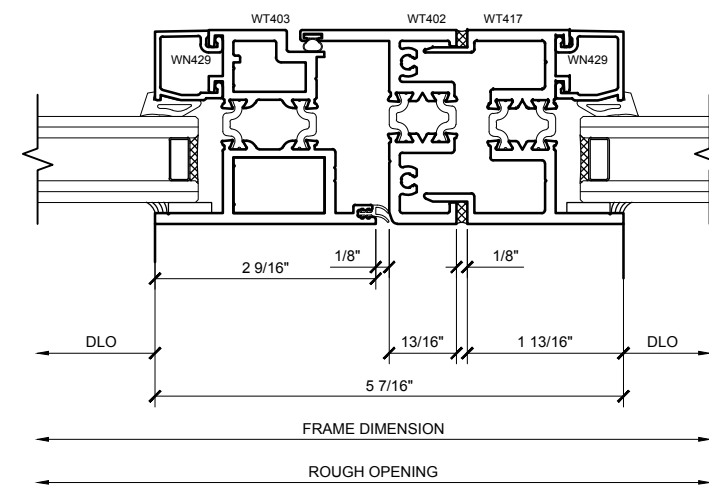 WT403
WT402
WT417
WN429
WN429
1/8"
1/8"
2 9/16"
DLO
13/16"
1 13/16"
DLO
5 7/16"
FRAME DIMENSION
ROUGH OPENING